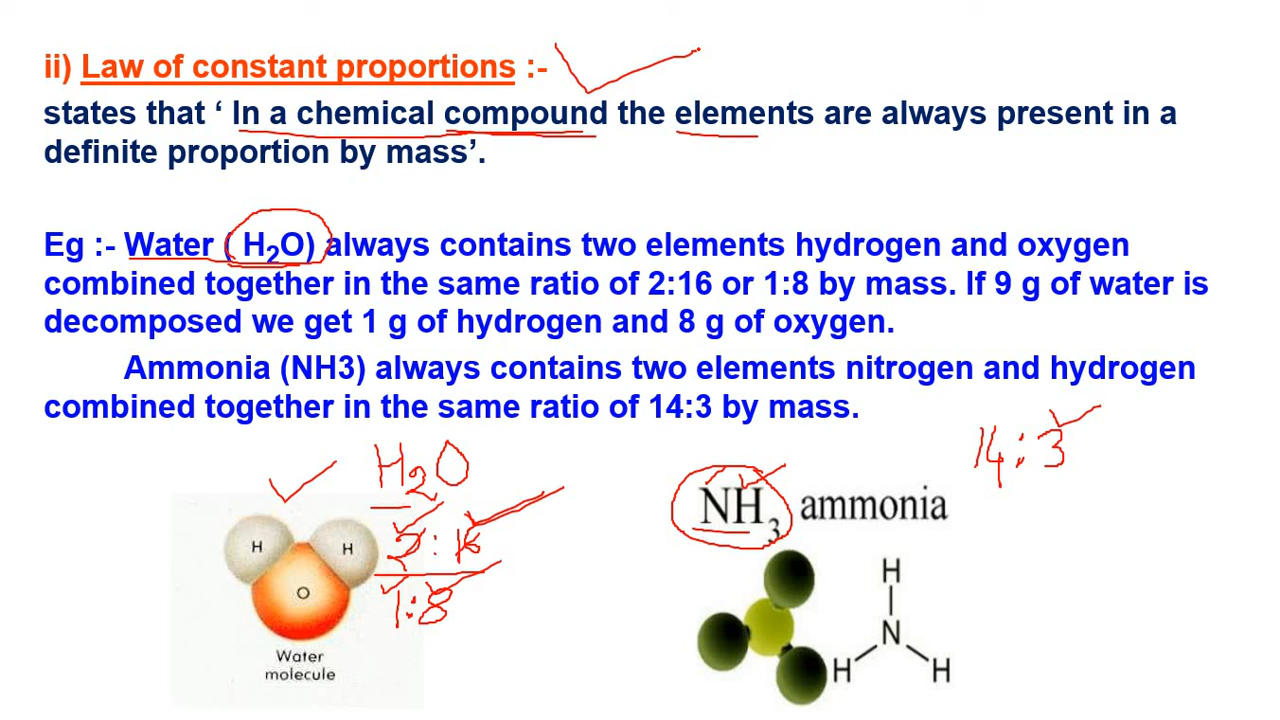 ii) Law of constant proportions :-
states that ‘ In a chemical compound the elements are always present in a
definite proportion by mass’.
Eg :- Water ( H₂O) always contains two elements hydrogen and oxygen
combined together in the same ratio of 2:16 or 1:8 by mass. If 9 g of water is
decomposed we get 1 g of hydrogen and 8 g of oxygen.
Ammonia (NH3) always contains two elements nitrogen and hydrogen
combined together in the same ratio of 14:3 by mass.
H₂O
2 : 16
1:8
H H
O
Water
molecule
14:3
NH₃ ammonia
H
N
H H